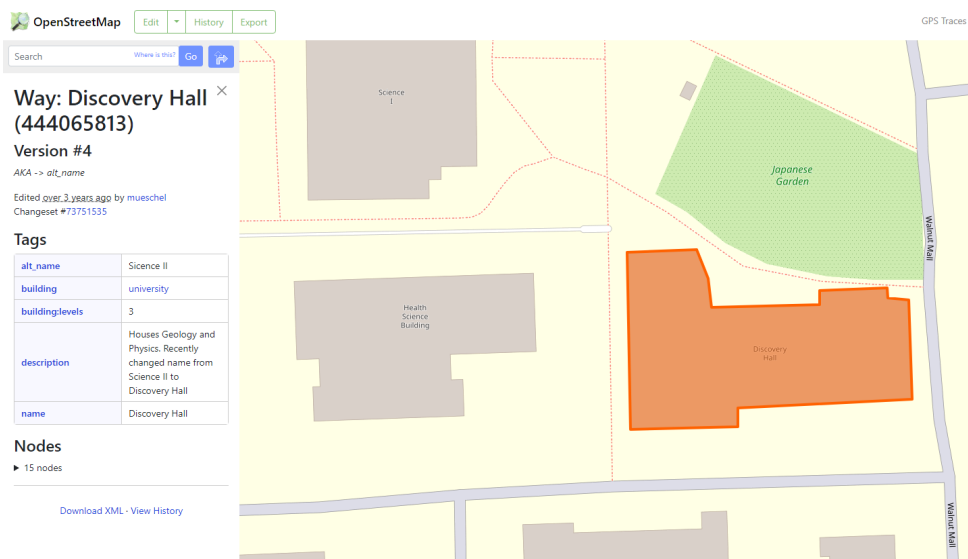 OpenStreetMap
Edit
History
Export
GPS Traces
Search
Where is this?
Go
Way: Discovery Hall
(444065813)
Version #4
AKA -> alt_name
Edited over 3 years ago by mueschel
Changeset #73751535
Tags
alt_name Sicence II
building university
building:levels 3
description
Houses Geology and
Physics. Recently
changed name from
Science II to
Discovery Hall
name Discovery Hall
Nodes
15 nodes
Download XML · View History
Science
I
Japanese
Garden
Walnut Mall
Health
Science
Building
Discovery
Hall
Walnut Mall